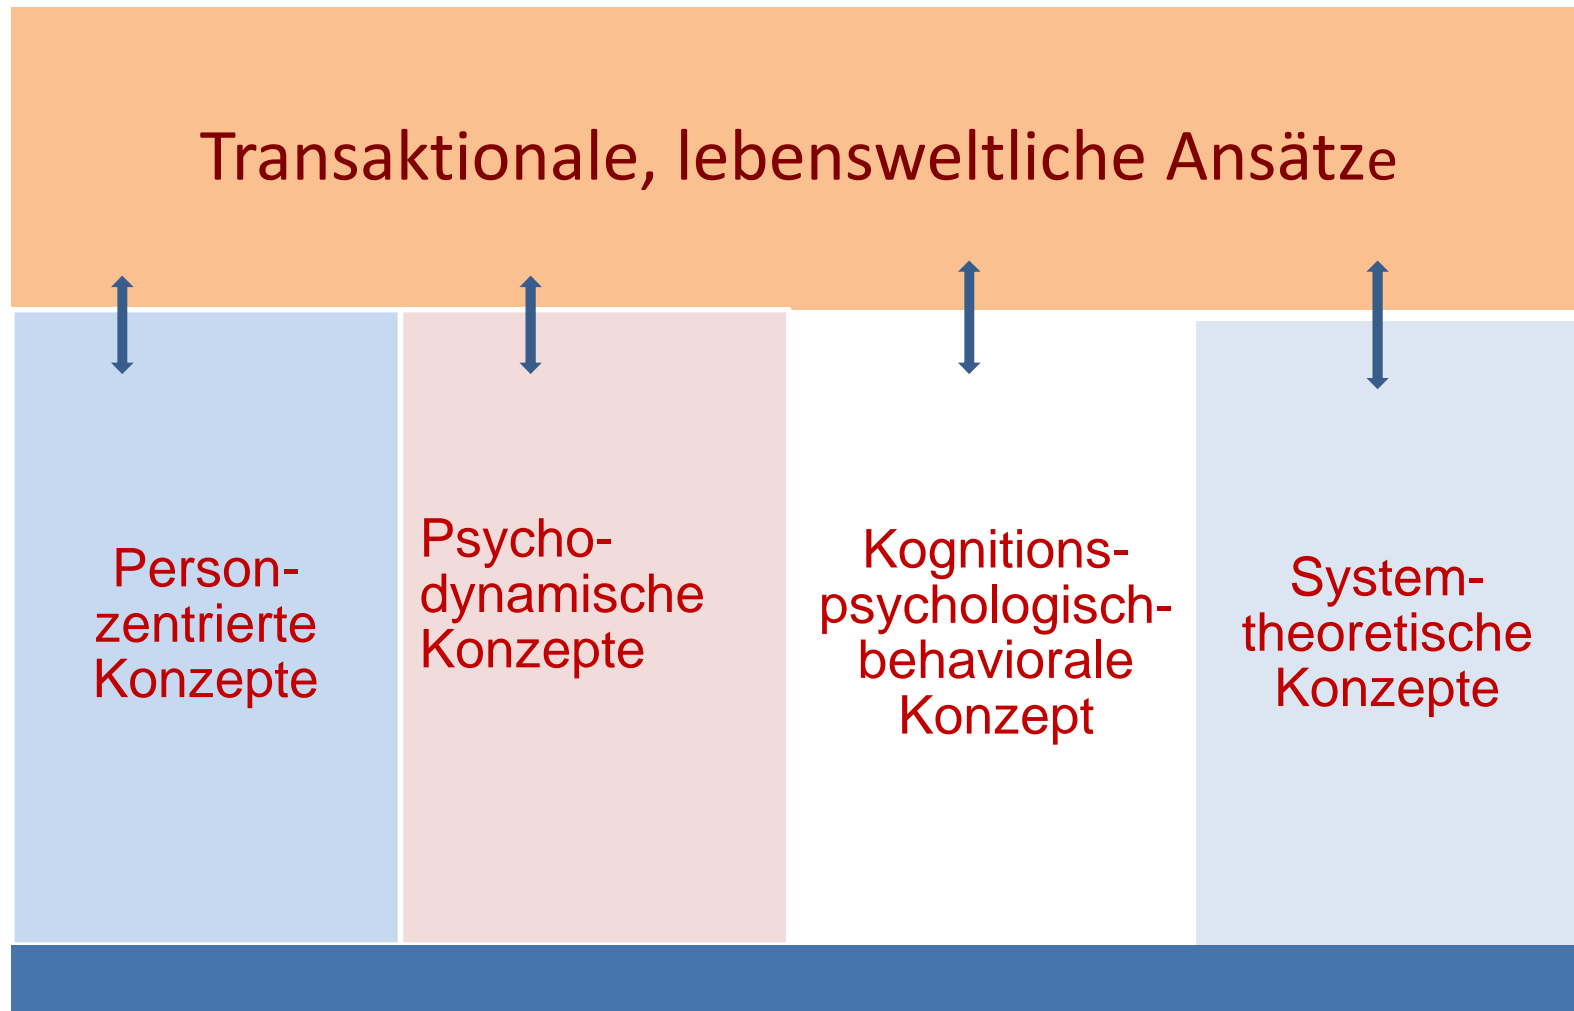 Transaktionale, lebensweltliche Ansätze
Person-
zentrierte
Konzepte
Psycho-
dynamische
Konzepte
Kognitions-
psychologisch-
behaviorale
Konzept
System-
theoretische
Konzepte